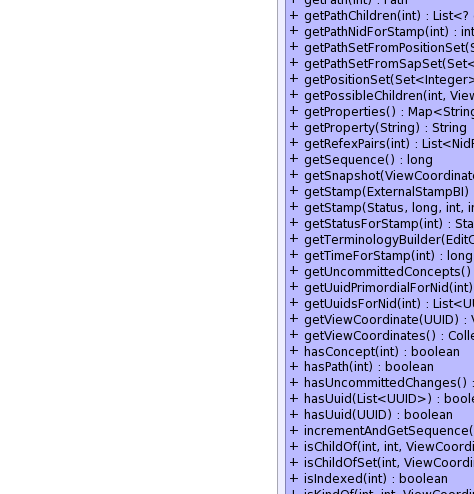 + getPath(int) : Path
+ getPathChildren(int) : List<?
+ getPathNidForStamp(int) : int
+ getPathSetFromPositionSet(S
+ getPathSetFromSapSet(Set<
+ getPositionSet(Set<Integer>
+ getPossibleChildren(int, View
+ getProperties() : Map<String
+ getProperty(String) : String
+ getRefexPairs(int) : List<NidP
+ getSequence() : long
+ getSnapshot(ViewCoordinate
+ getStamp(ExternalStampBI)
+ getStamp(Status, long, int, in
+ getStatusForStamp(int) : Sta
+ getTerminologyBuilder(EditC
+ getTimeForStamp(int) : long
+ getUncommittedConcepts()
+ getUuidPrimordialForNid(int)
+ getUuidsForNid(int) : List<UU
+ getViewCoordinate(UUID) : V
+ getViewCoordinates() : Colle
+ hasConcept(int) : boolean
+ hasPath(int) : boolean
+ hasUncommittedChanges() :
+ hasUuid(List<UUID>) : boole
+ hasUuid(UUID) : boolean
+ incrementAndGetSequence(
+ isChildOf(int, int, ViewCoordi
+ isChildOfSet(int, ViewCoordi
+ isIndexed(int) : boolean
+ isKindOf(int, int, ViewCoordin